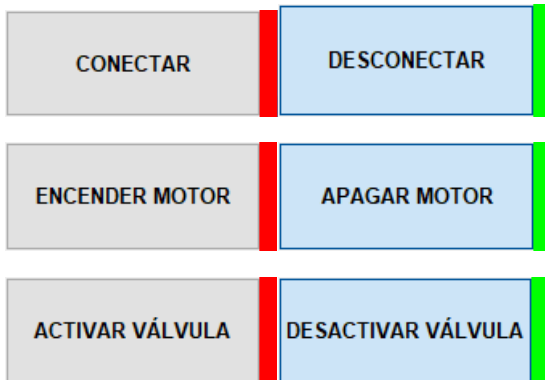 CONECTAR
DESCONECTAR
ENCENDER MOTOR
APAGAR MOTOR
ACTIVAR VÁLVULA
DESACTIVAR VÁLVULA